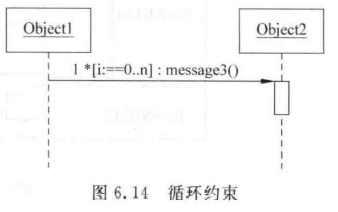 Object1
Object2
1 *[i:==0..n] : message3()
图 6.14 循环约束